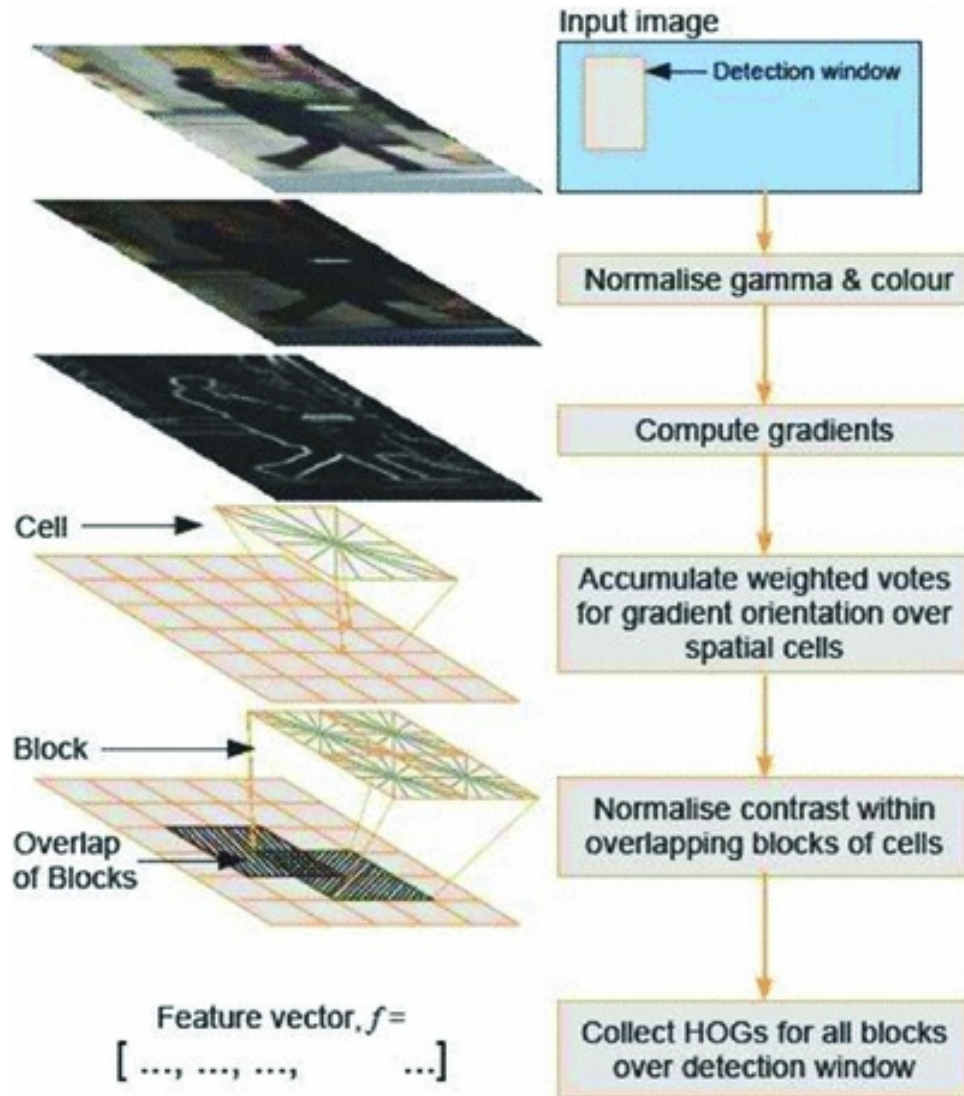 Input image
Detection window
Normalise gamma & colour
Compute gradients
Cell
Accumulate weighted votes
for gradient orientation over
spatial cells
Block
Normalise contrast within
overlapping blocks of cells
Overlap
of Blocks
Feature vector, f =
[ ..., ..., ..., ...]
Collect HOGs for all blocks
over detection window